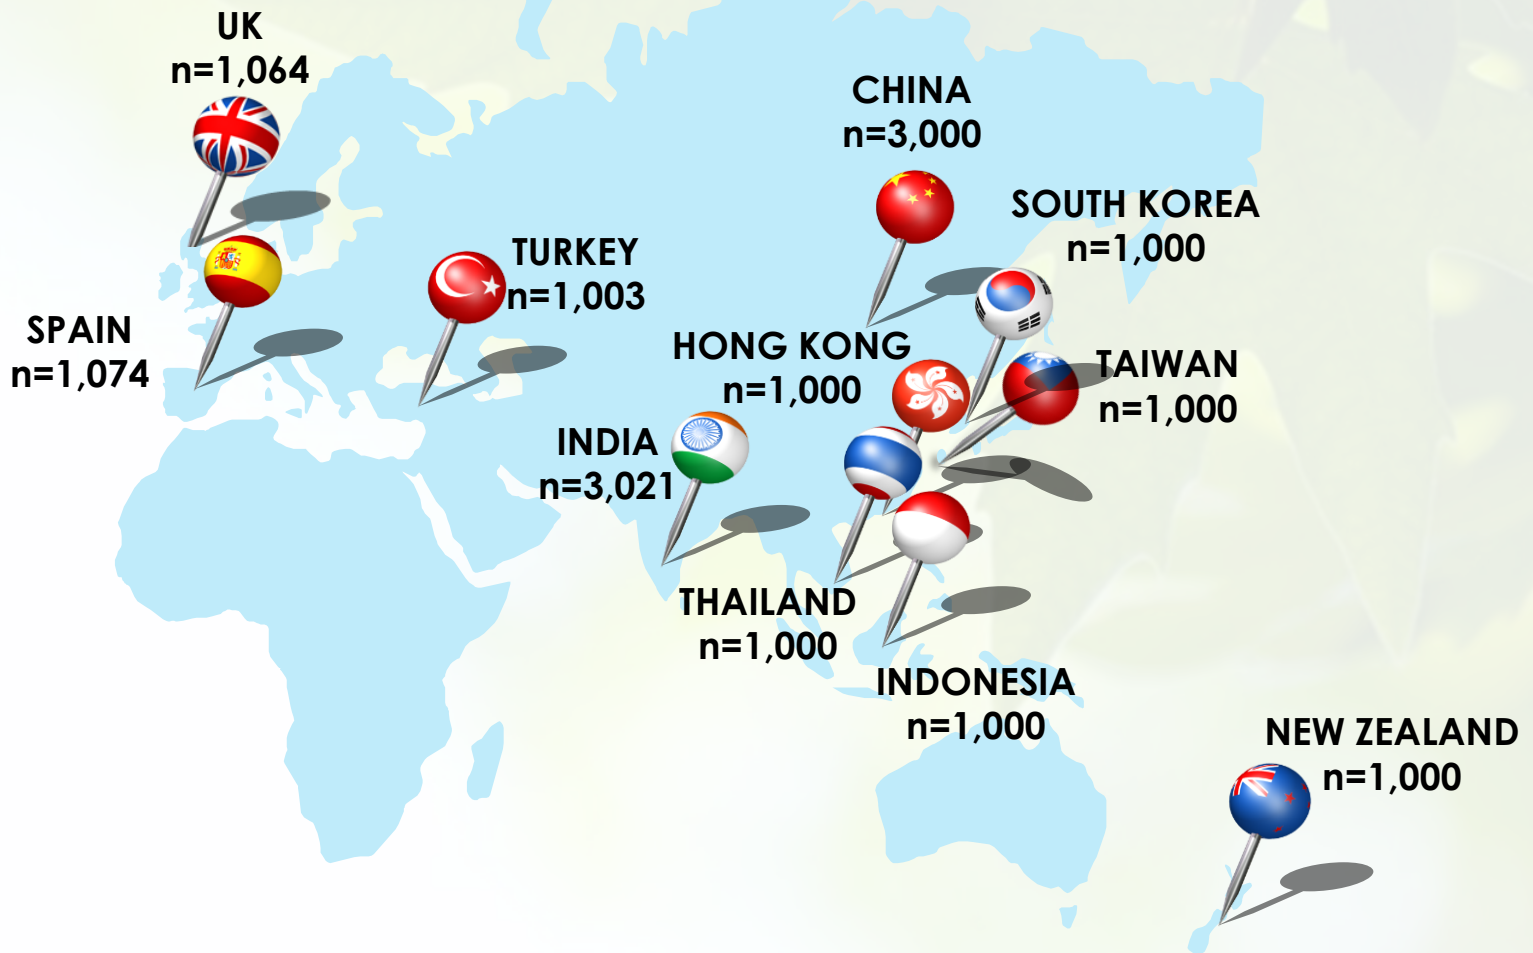 UK
n=1,064
CHINA
n=3,000
SOUTH KOREA
n=1,000
TURKEY
n=1,003
SPAIN
n=1,074
HONG KONG
n=1,000
TAIWAN
n=1,000
INDIA
n=3,021
THAILAND
n=1,000
INDONESIA
n=1,000
NEW ZEALAND
n=1,000